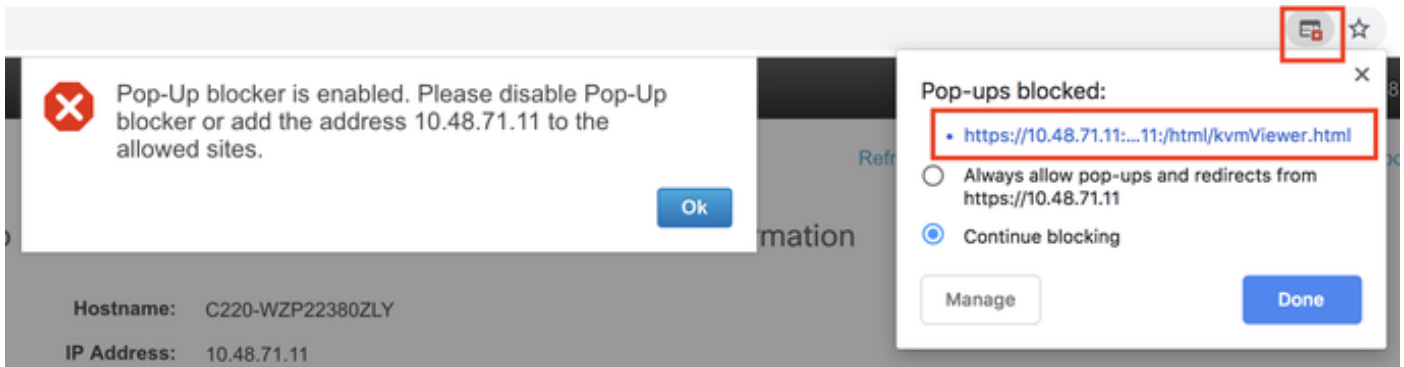 Pop-Up blocker is enabled. Please disable Pop-Up
blocker or add the address 10.48.71.11 to the
allowed sites.
Ok
Refr
mation
Hostname: C220-WZP22380ZLY
IP Address: 10.48.71.11
Pop-ups blocked:
• https://10.48.71.11:...11:/html/kvmViewer.html
Always allow pop-ups and redirects from
https://10.48.71.11
Continue blocking
Manage
Done